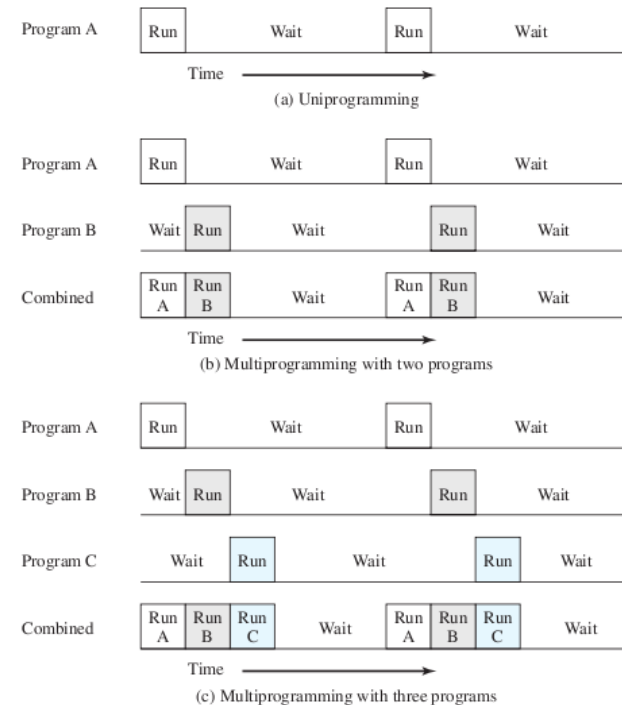 Program A Run Wait Run Wait
Time
(a) Uniprogramming
Program A Run Wait Run Wait
Program B Wait Run Wait Run Wait
Combined Run A Run B Wait Run A Run B Wait
Time
(b) Multiprogramming with two programs
Program A Run Wait Run Wait
Program B Wait Run Wait Run Wait
Program C Wait Run Wait Run Wait
Combined Run A Run B Run C Wait Run A Run B Run C Wait
Time
(c) Multiprogramming with three programs